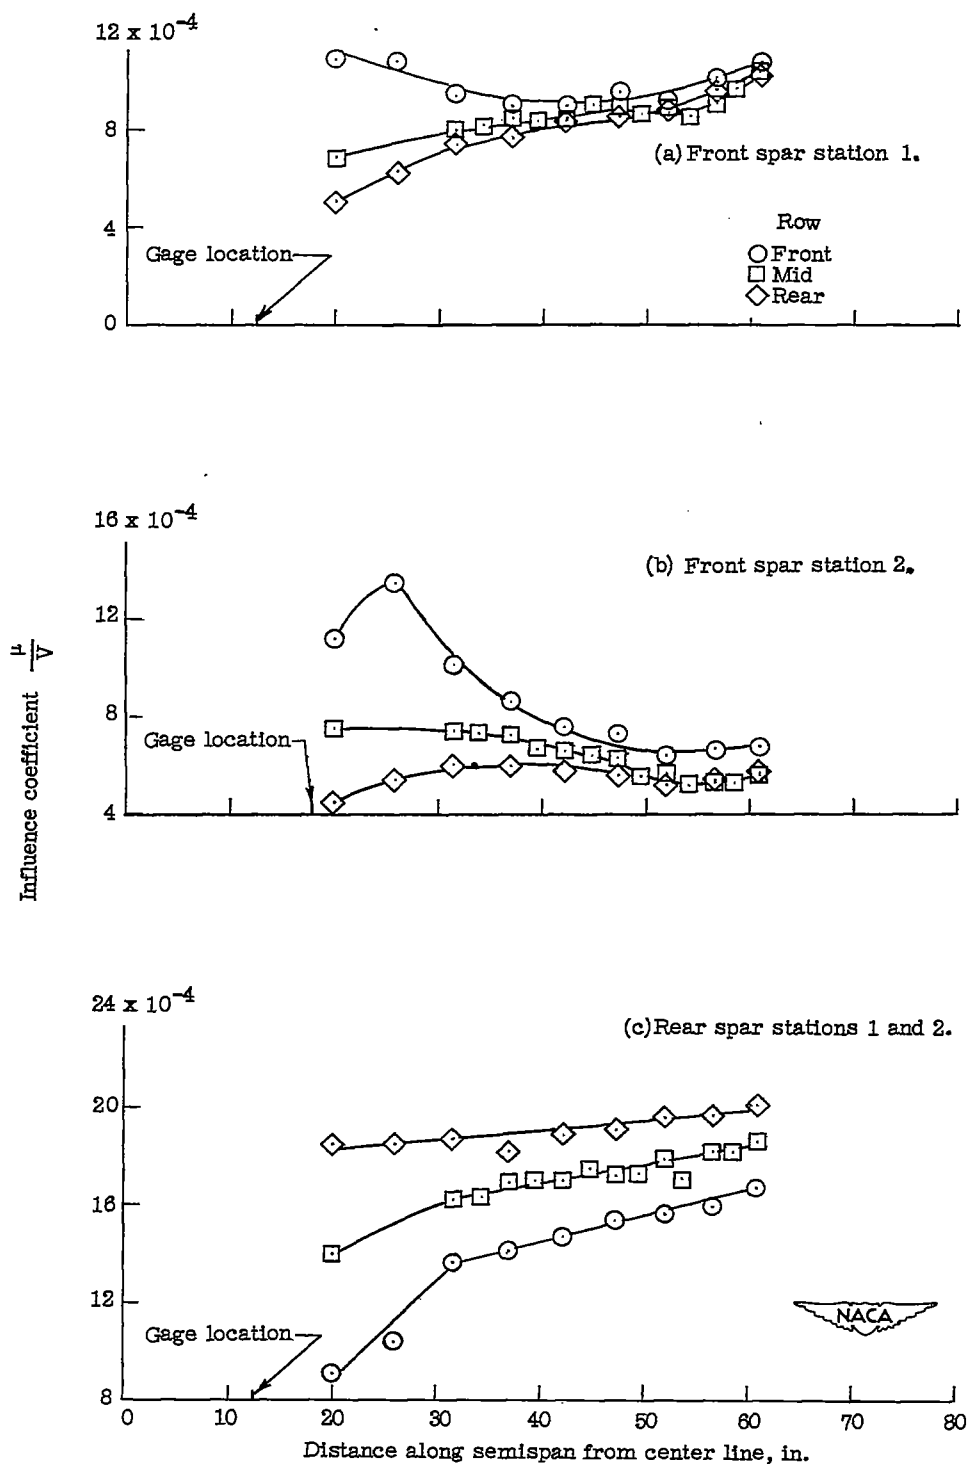 12 x 10⁻⁴
8
4
0
Gage location
(a) Front spar station 1.
Row
Front
Mid
Rear
16 x 10⁻⁴
12
8
4
Gage location
(b) Front spar station 2.
Influence coefficient μ/V
24 x 10⁻⁴
20
16
12
8
Gage location
(c) Rear spar stations 1 and 2.
NACA
0 10 20 30 40 50 60 70 80
Distance along semispan from center line, in.